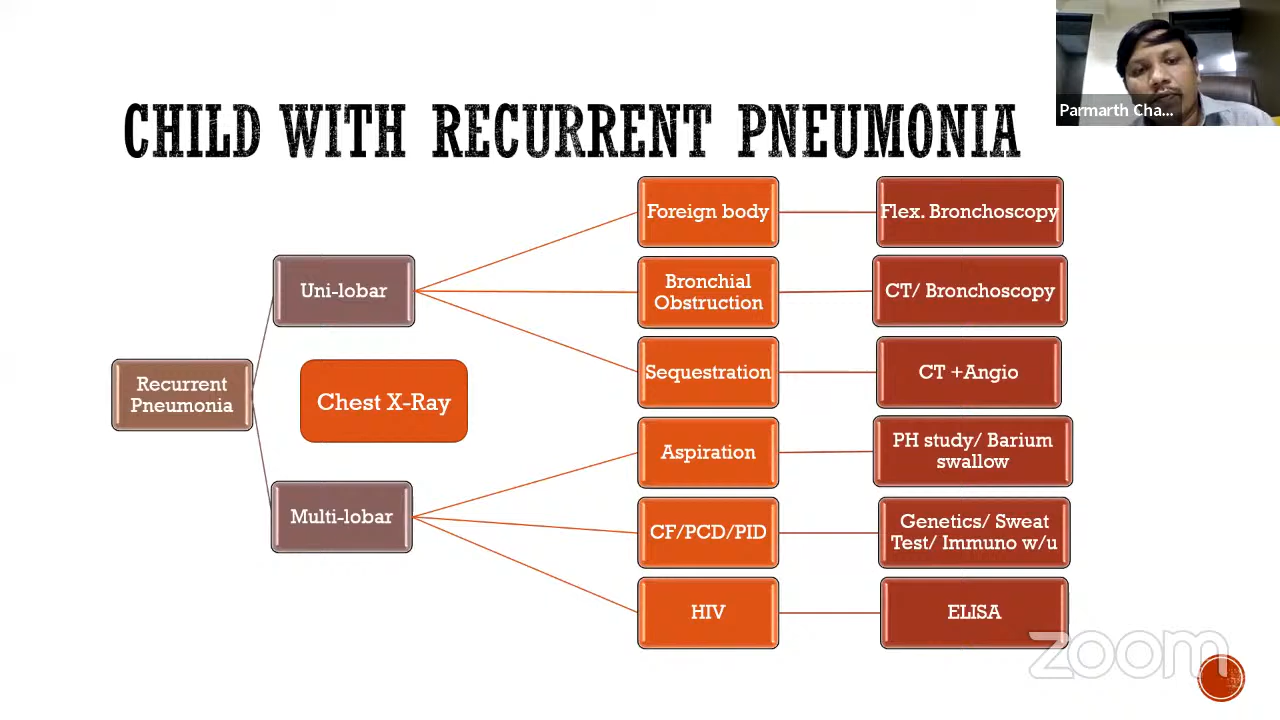 Parmarth Cha...
CHILD WITH RECURRENT PNEUMONIA
Recurrent
Pneumonia
Uni-lobar
Chest X-Ray
Multi-lobar
Foreign body
Flex. Bronchoscopy
Bronchial
Obstruction
CT/ Bronchoscopy
Sequestration
CT +Angio
Aspiration
PH study/ Barium
swallow
CF/PCD/PID
Genetics/ Sweat
Test/ Immuno w/u
HIV
ELISA
zoom